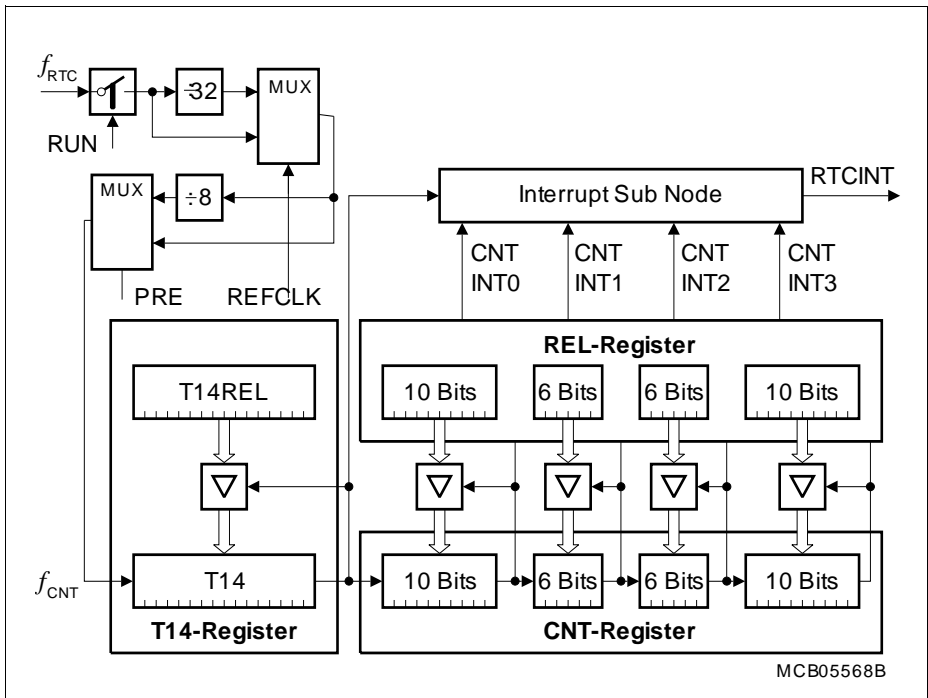 fRTC
÷32
MUX
RUN
MUX
÷8
Interrupt Sub Node
RTCINT
PRE
REFCLK
CNT INT0
CNT INT1
CNT INT2
CNT INT3
REL-Register
T14REL
10 Bits
6 Bits
6 Bits
10 Bits
fCNT
T14
10 Bits
6 Bits
6 Bits
10 Bits
T14-Register
CNT-Register
MCB05568B